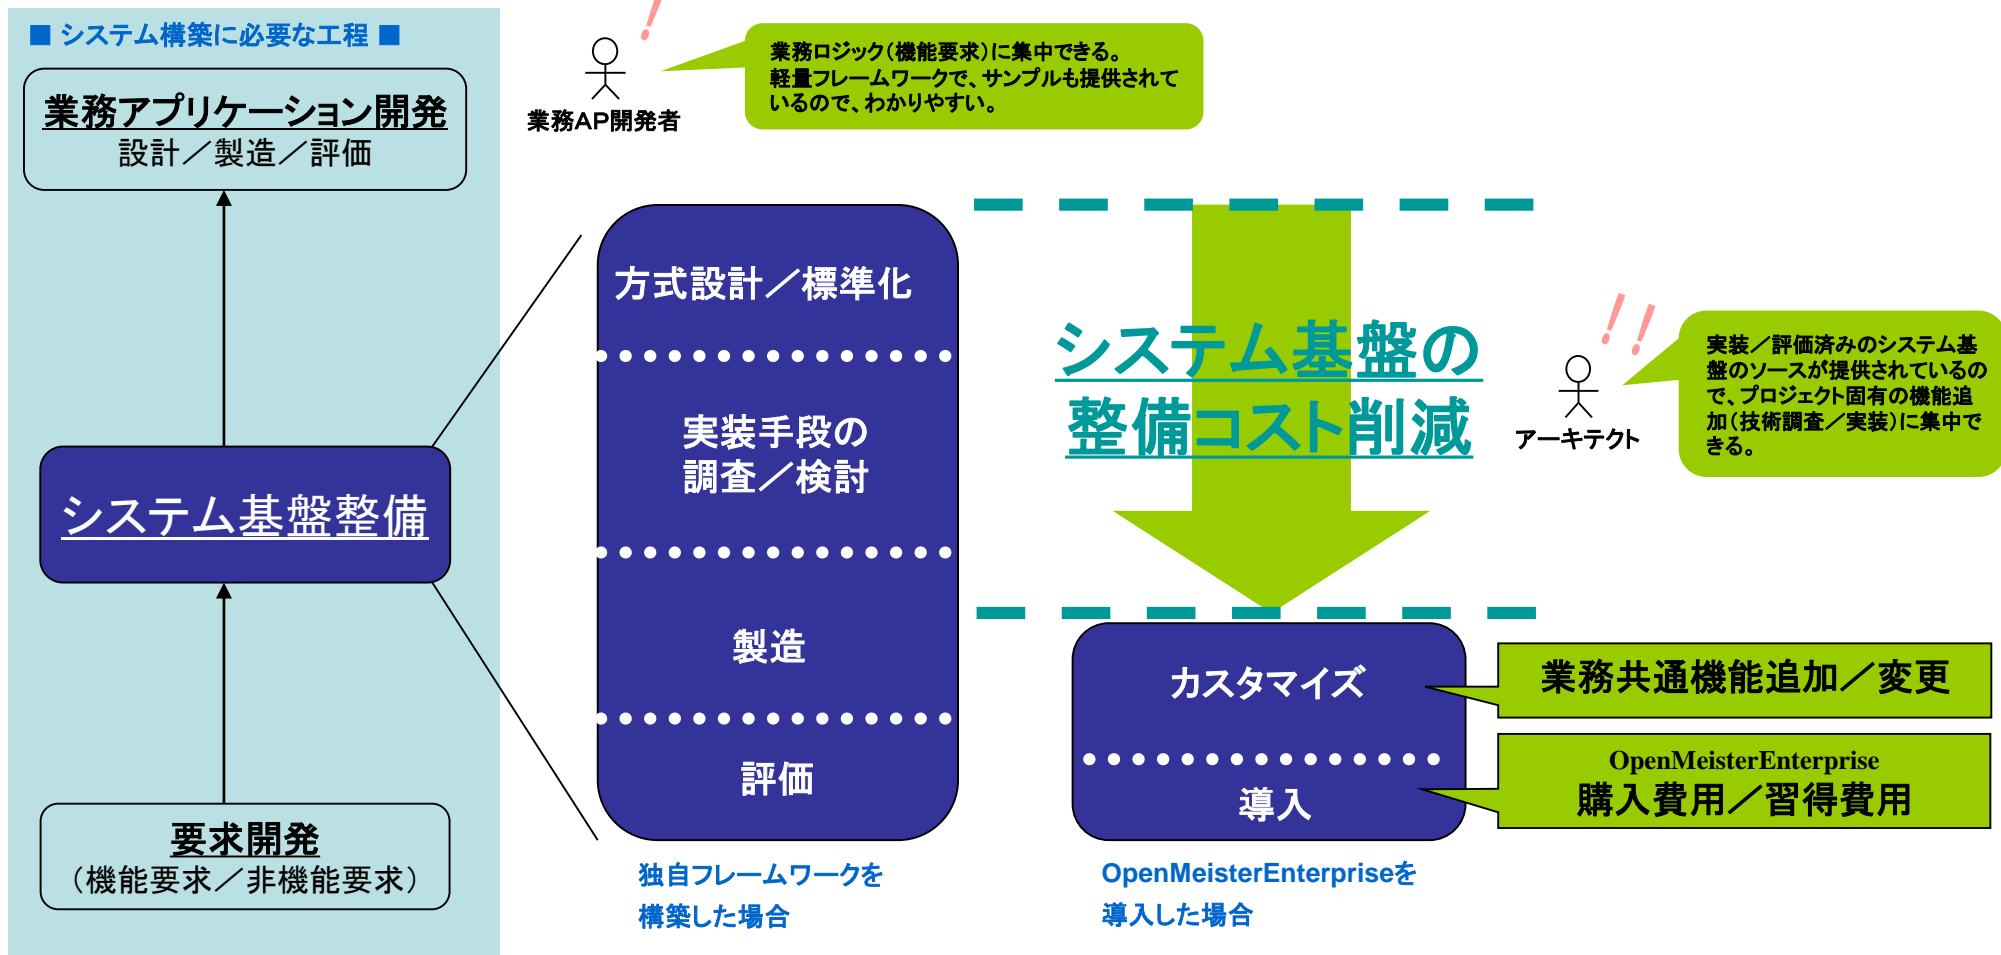 ■ システム構築に必要な工程 ■
業務アプリケーション開発
設計／製造／評価
システム基盤整備
要求開発
（機能要求／非機能要求）
！
業務AP開発者
業務ロジック（機能要求）に集中できる。
軽量フレームワークで、サンプルも提供されて
いるので、わかりやすい。
方式設計／標準化
実装手段の
調査／検討
製造
評価
独自フレームワークを
構築した場合
システム基盤の
整備コスト削減
！！
アーキテクト
実装／評価済みのシステム基
盤のソースが提供されているの
で、プロジェクト固有の機能追
加（技術調査／実装）に集中で
きる。
カスタマイズ
導入
業務共通機能追加／変更
OpenMeisterEnterprise
購入費用／習得費用
OpenMeisterEnterpriseを
導入した場合